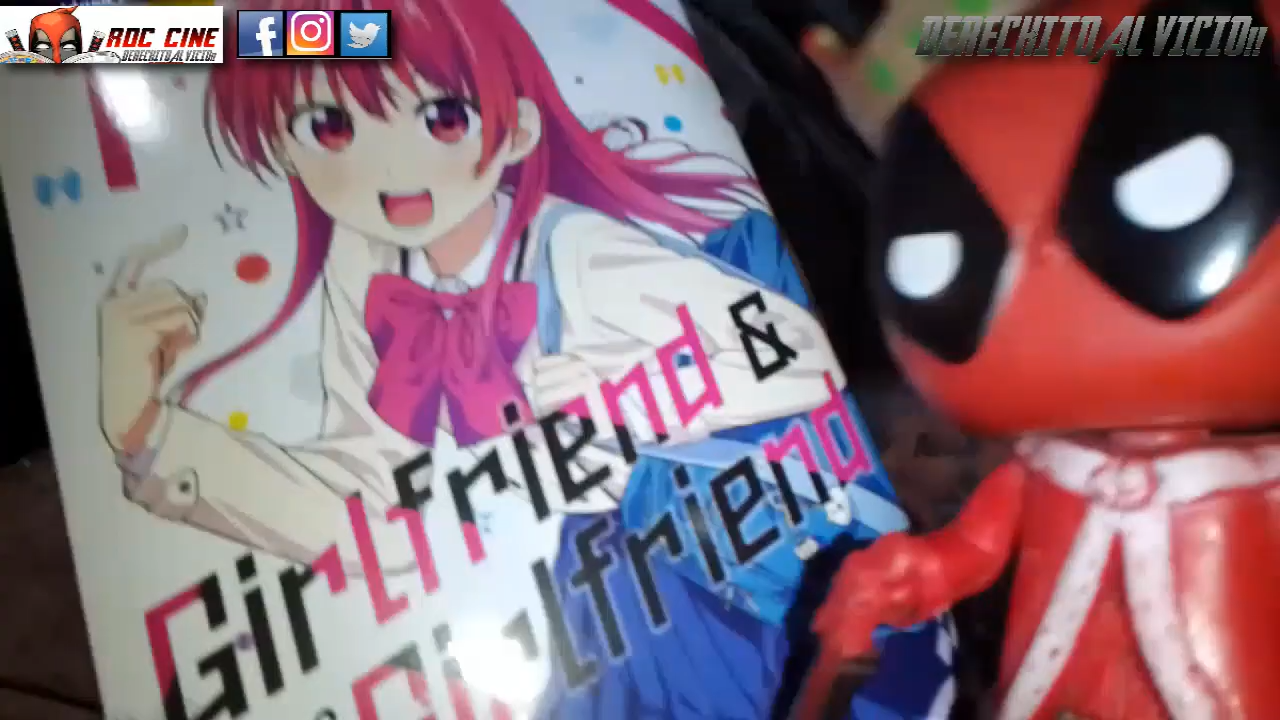 ROC CINE
DERECHITO AL VICIO!!
DERECHITO AL VICIO!!
Girlfriend &
Girlfriend